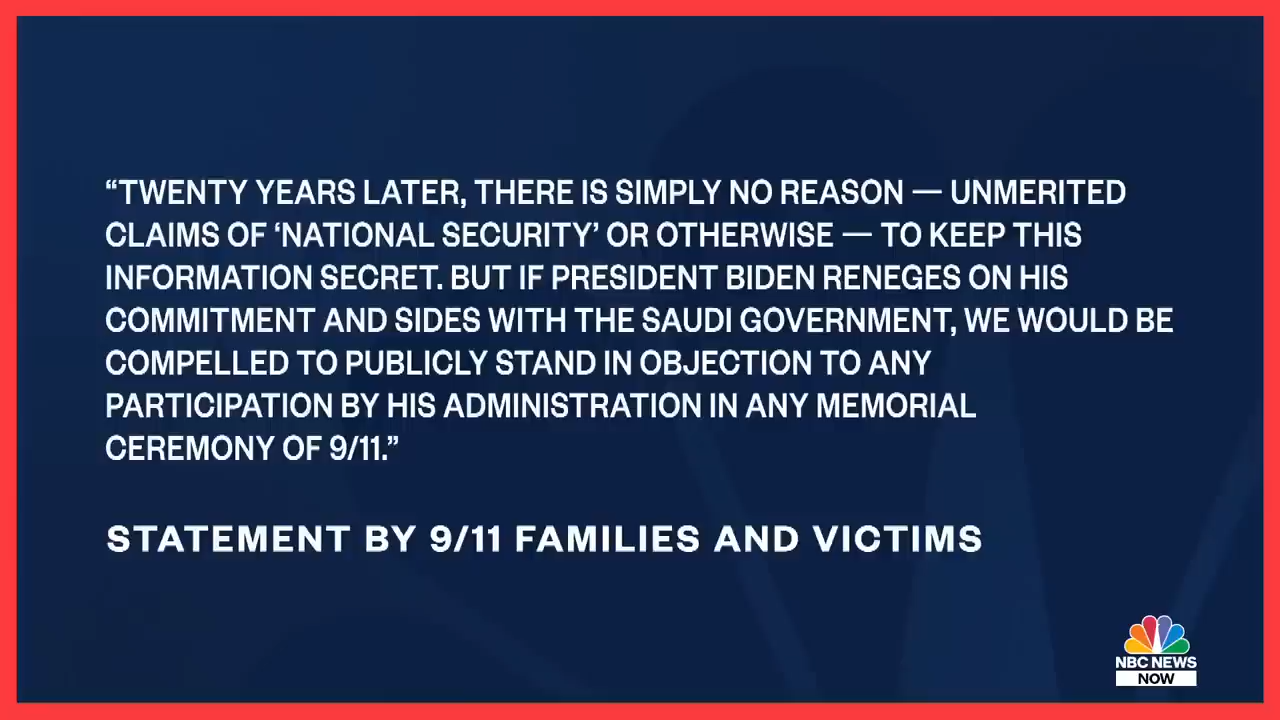 “TWENTY YEARS LATER, THERE IS SIMPLY NO REASON — UNMERITED
CLAIMS OF ‘NATIONAL SECURITY’ OR OTHERWISE — TO KEEP THIS
INFORMATION SECRET. BUT IF PRESIDENT BIDEN RENEGES ON HIS
COMMITMENT AND SIDES WITH THE SAUDI GOVERNMENT, WE WOULD BE
COMPELLED TO PUBLICLY STAND IN OBJECTION TO ANY
PARTICIPATION BY HIS ADMINISTRATION IN ANY MEMORIAL
CEREMONY OF 9/11.”
STATEMENT BY 9/11 FAMILIES AND VICTIMS
NBC NEWS
NOW